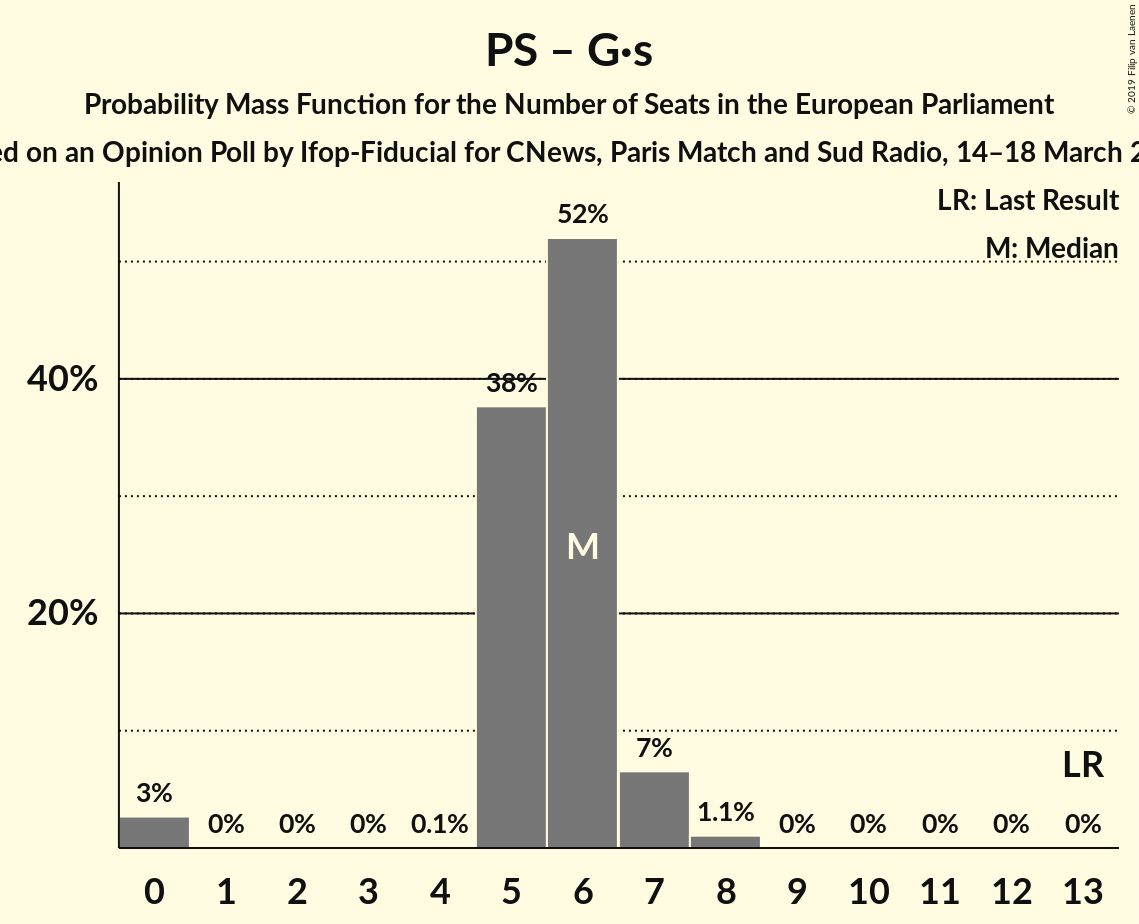 © 2019 Filip van Laenen
PS – G·s
Probability Mass Function for the Number of Seats in the European Parliament
on an Opinion Poll by Ifop-Fiducial for CNews, Paris Match and Sud Radio, 14–18 March
LR: Last Result
M: Median
52%
40%
38%
M
20%
7%
LR
3%
1.1%
0% 0% 0% 0.1% 0% 0% 0% 0% 0%
0 1 2 3 4 5 6 7 8 9 10 11 12 13